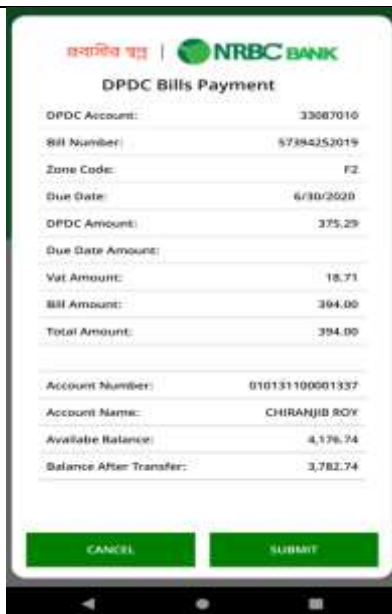 প্রবাসীর স্বপ্ন | NRBC BANK
DPDC Bills Payment
DPDC Account: 33087010
Bill Number: 57394252019
Zone Code: F2
Due Date: 6/30/2020
DPDC Amount: 375.29
Due Date Amount:
Vat Amount: 18.71
Bill Amount: 394.00
Total Amount: 394.00
Account Number: 010131100001337
Account Name: CHIRANJIB ROY
Availabe Balance: 4,176.74
Balance After Transfer: 3,782.74
CANCEL SUBMIT